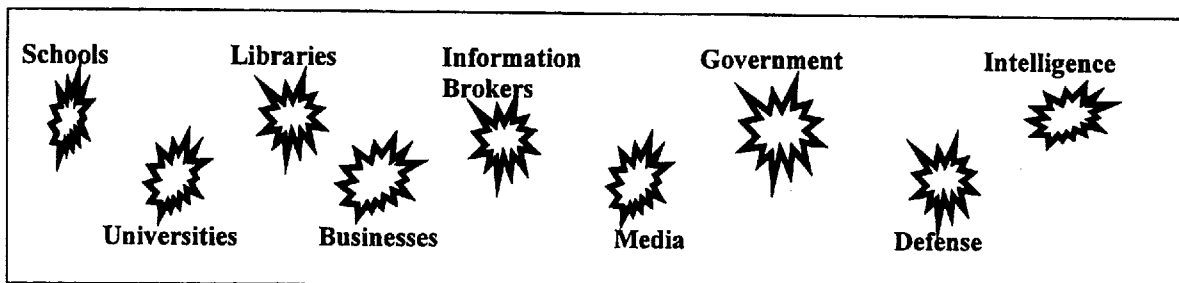 Schools
Libraries
Information
Brokers
Government
Intelligence
Universities
Businesses
Media
Defense